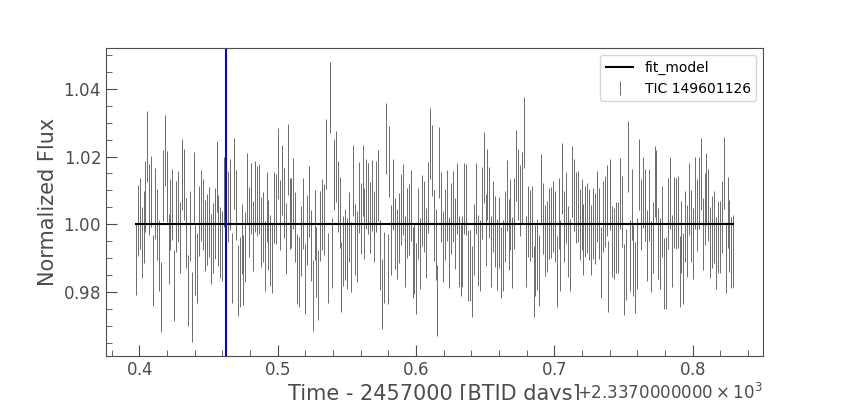 fit_model
TIC 149601126
1.04
1.02
1.00
0.98
Normalized Flux
0.4 0.5 0.6 0.7 0.8
Time - 2457000 [BTJD days]
+2.3370000000 × 10³